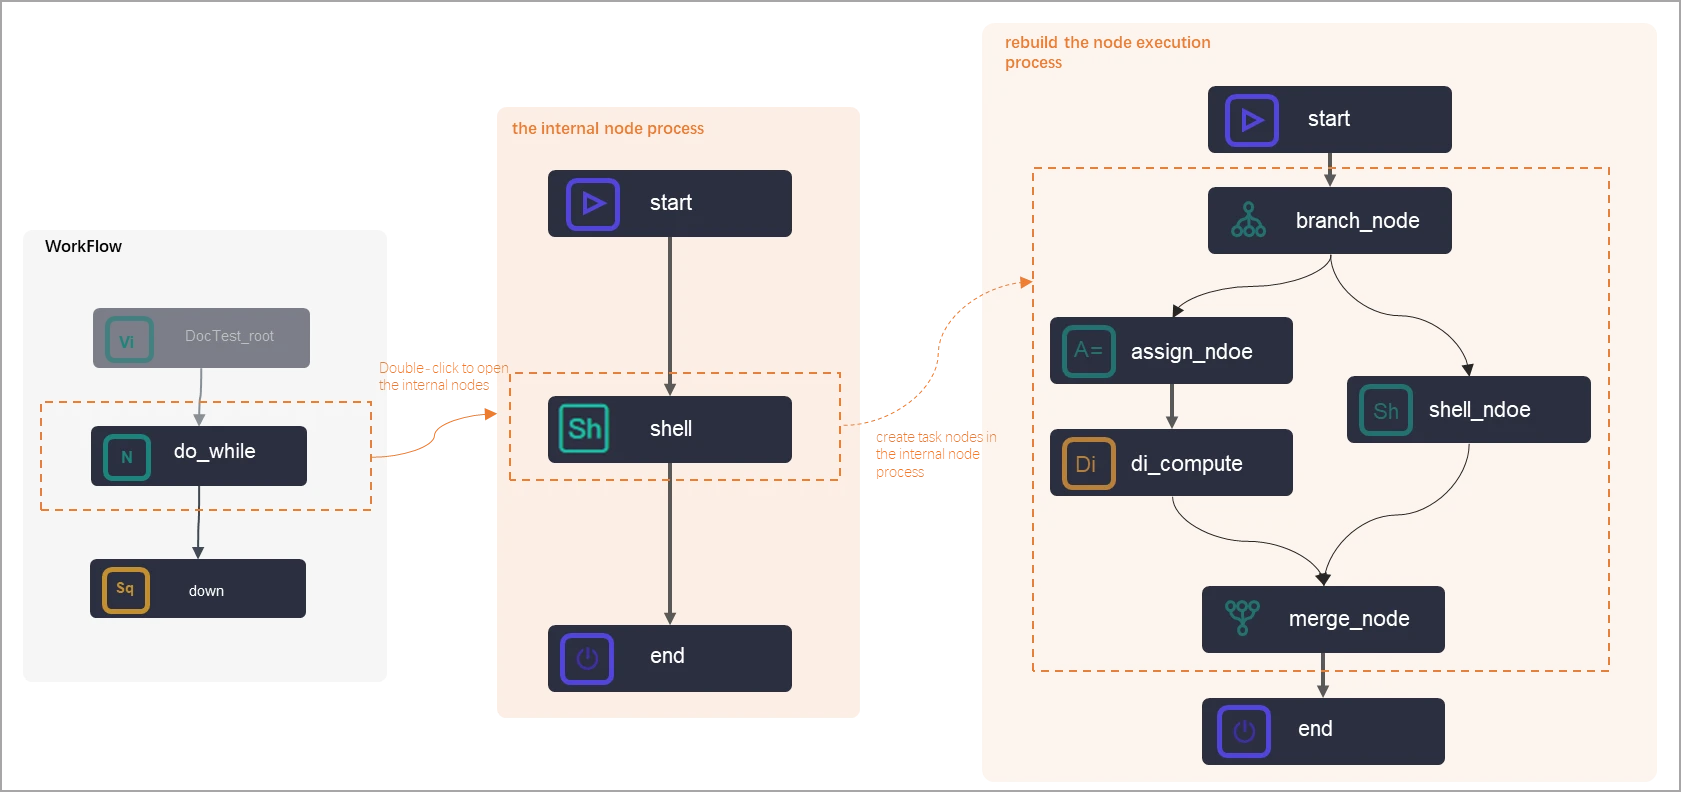 WorkFlow
Vi
DocTest_root
N
do_while
Sq
down
Double-click to open
the internal nodes
the internal node process
start
Sh
shell
end
create task nodes in
the internal node
process
rebuild the node execution
process
start
branch_node
A=
assign_ndoe
Sh
shell_ndoe
Di
di_compute
merge_node
end